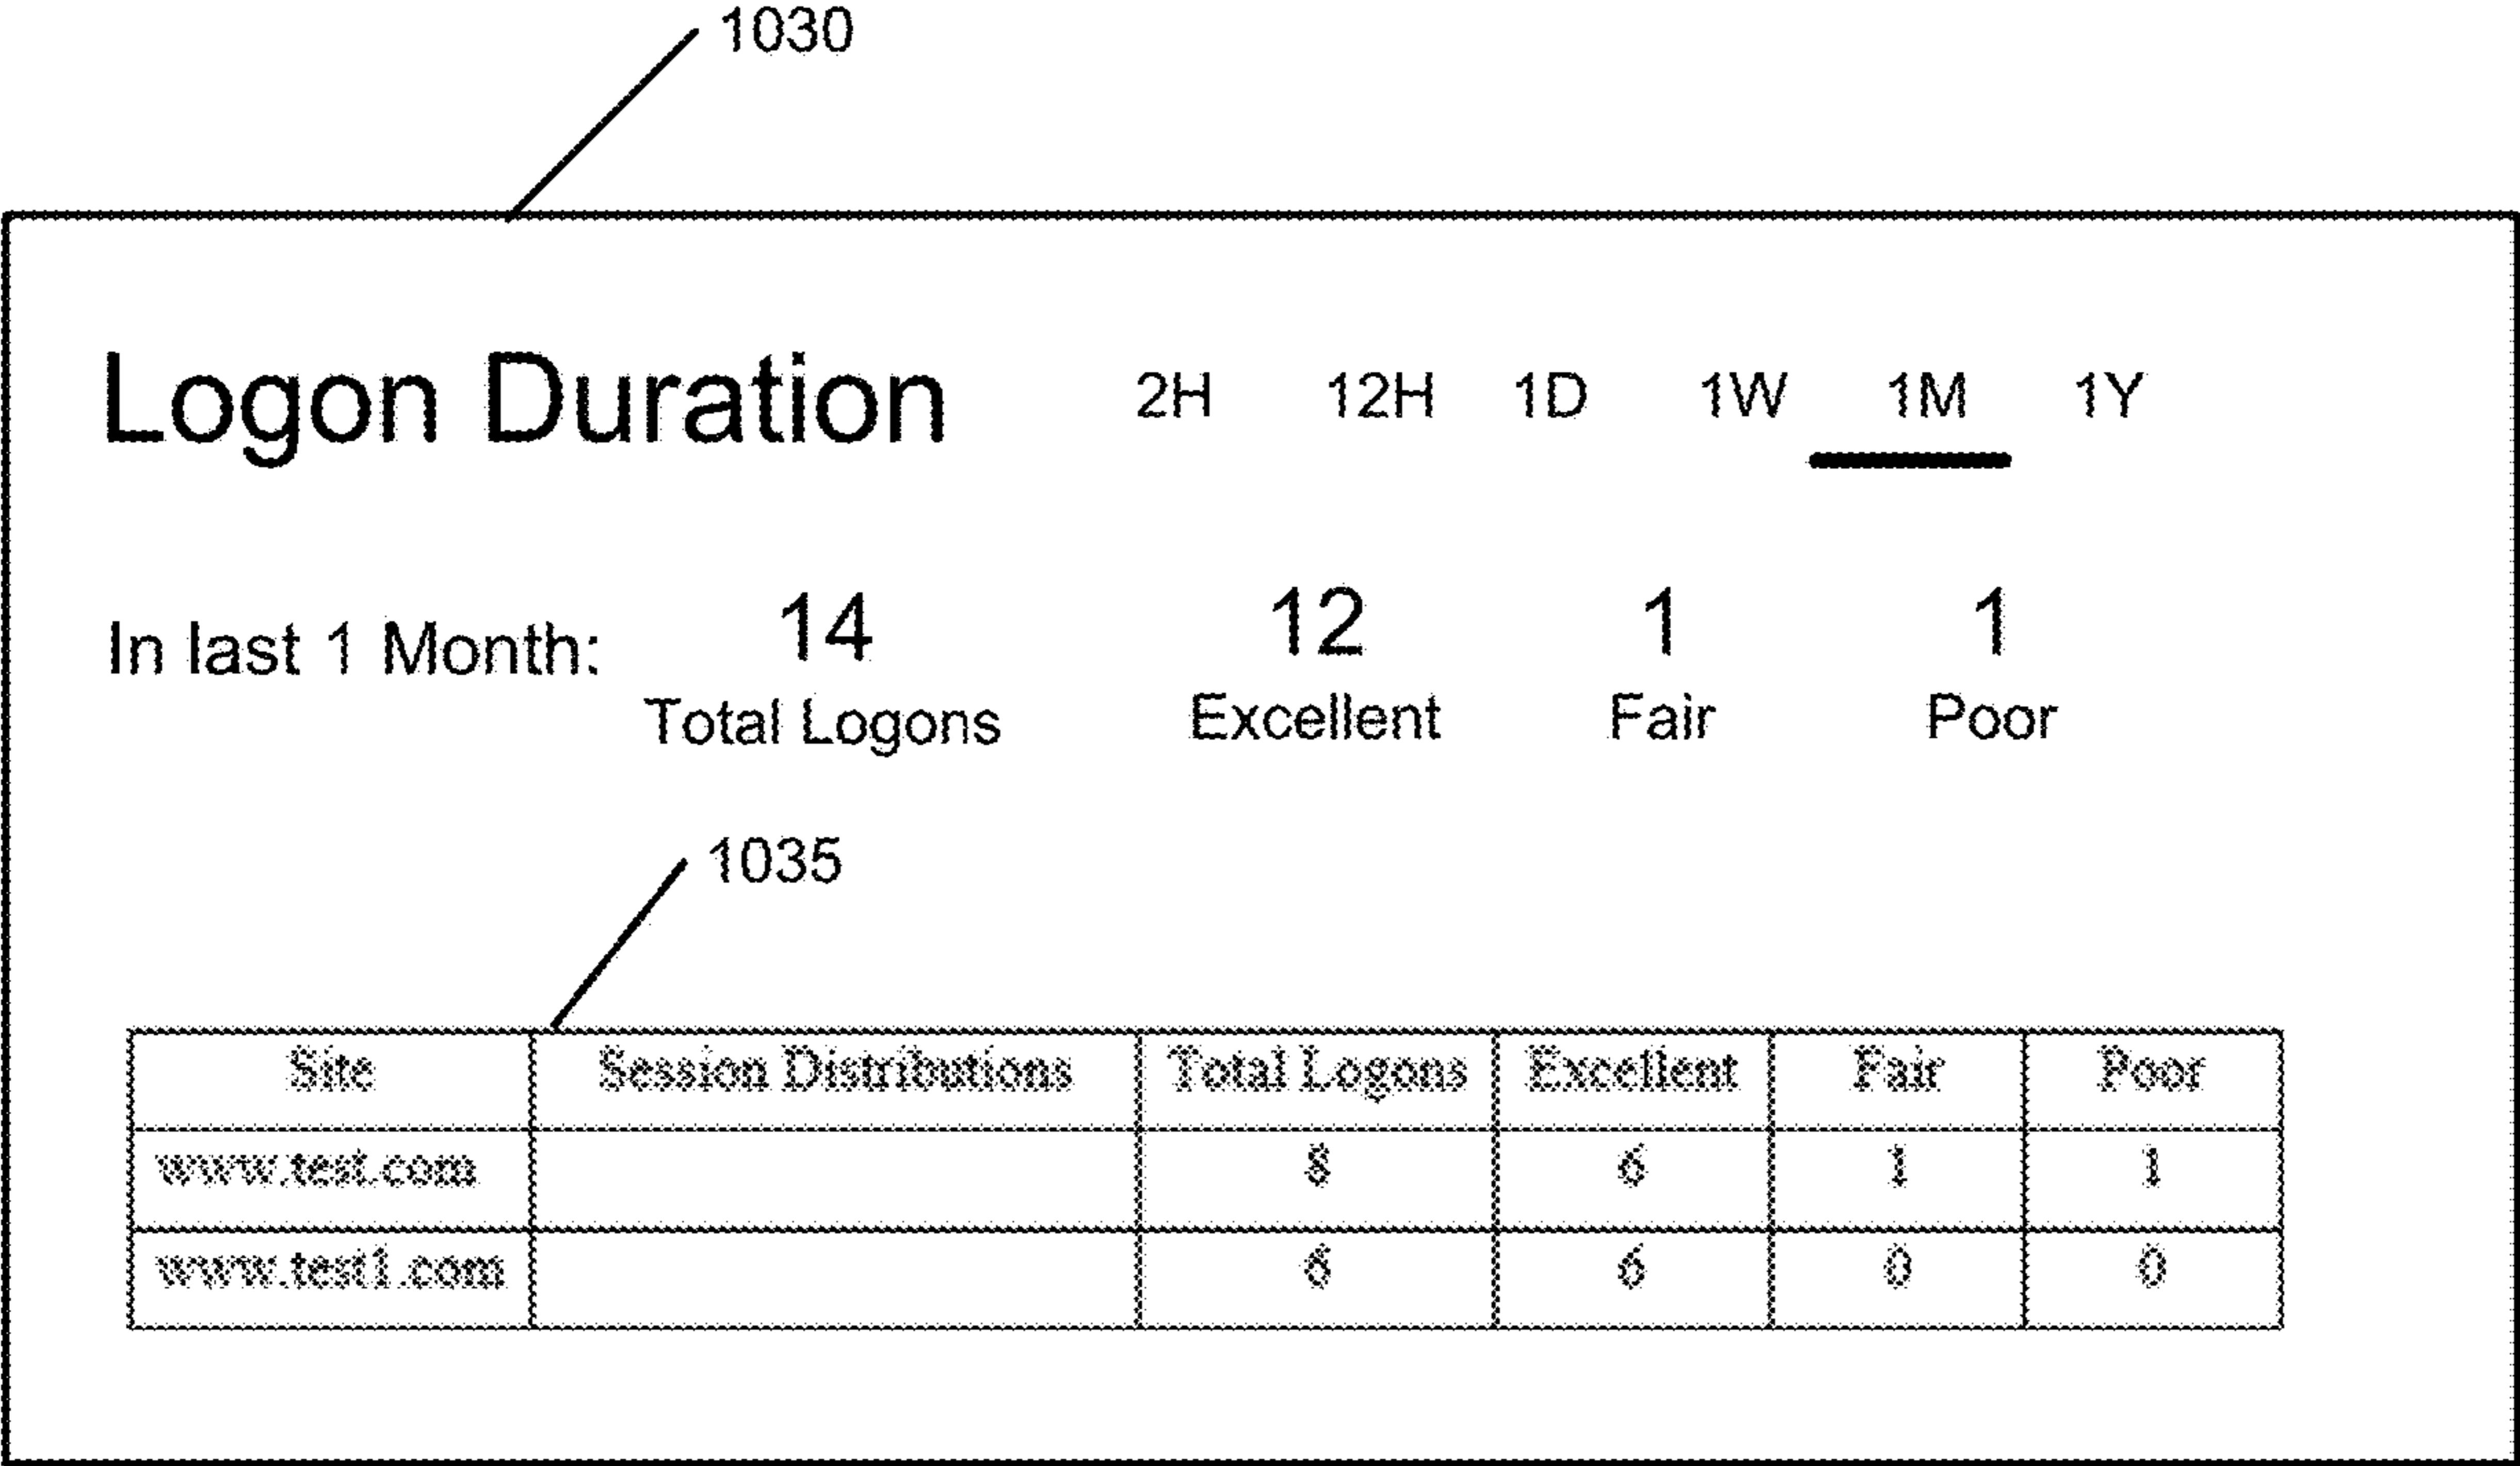 1030
Logon Duration 2H 12H 1D 1W 1M 1Y
In last 1 Month: 14 12 1 1
Total Logons Excellent Fair Poor
1035
Site Session Distributions Total Logons Excellent Fair Poor
www.test.com 8 6 1 1
www.test1.com 6 6 0 0